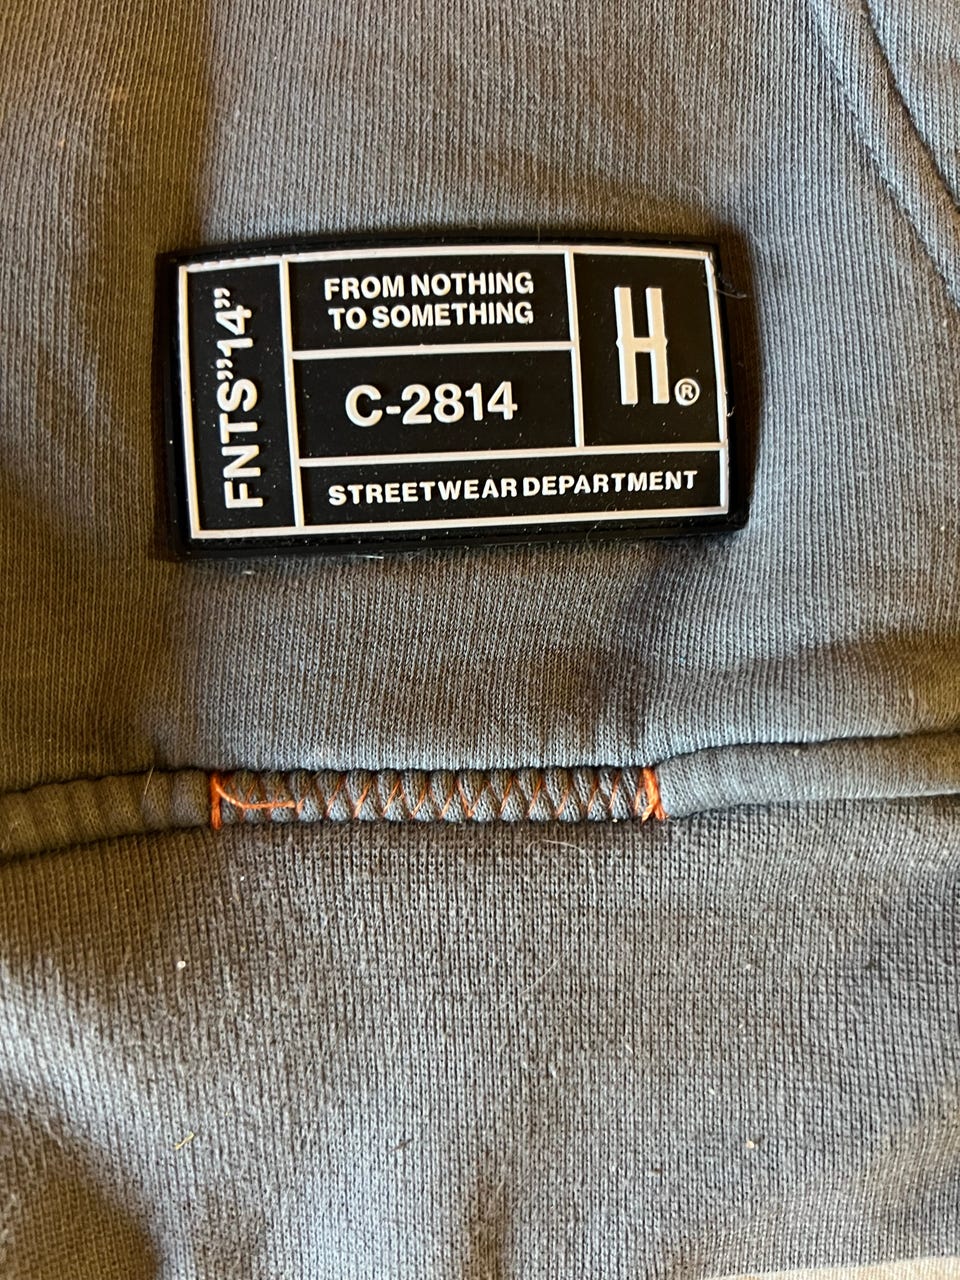 FNTS”14”
FROM NOTHING
TO SOMETHING
C-2814
H®
STREETWEAR DEPARTMENT